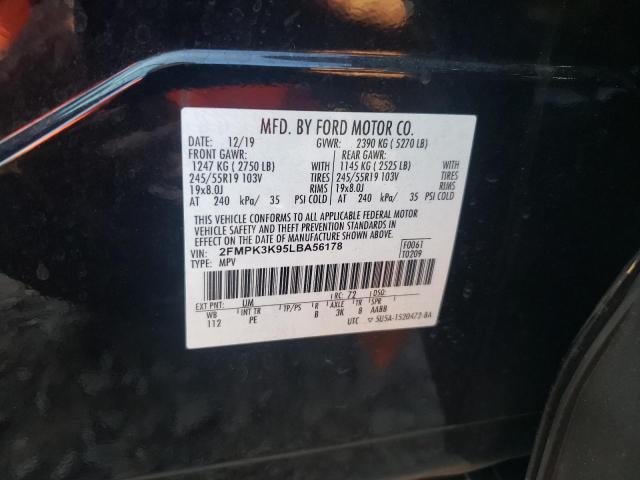 MFD. BY FORD MOTOR CO.
DATE: 12/19 GVWR: 2390 KG ( 5270 LB)
FRONT GAWR: REAR GAWR:
1247 KG ( 2750 LB) WITH 1145 KG ( 2525 LB) WITH
245/55R19 103V TIRES 245/55R19 103V TIRES
19x8.0J RIMS 19x8.0J RIMS
AT 240 kPa/ 35 PSI COLD AT 240 kPa/ 35 PSI COLD
THIS VEHICLE CONFORMS TO ALL APPLICABLE FEDERAL MOTOR
VEHICLE SAFETY AND THEFT PREVENTION STANDARDS IN
EFFECT ON THE DATE OF MANUFACTURE SHOWN ABOVE.
VIN: 2FMPK3K95LBA56178 F0061
TYPE: MPV T0209
EXT PNT: UM RC: 72 DSO:
WB INT TR TP/PS R AXLE TR SPR
112 PE B 3K 8 AABB
UTC ▽ 5U5A-1520472-BA